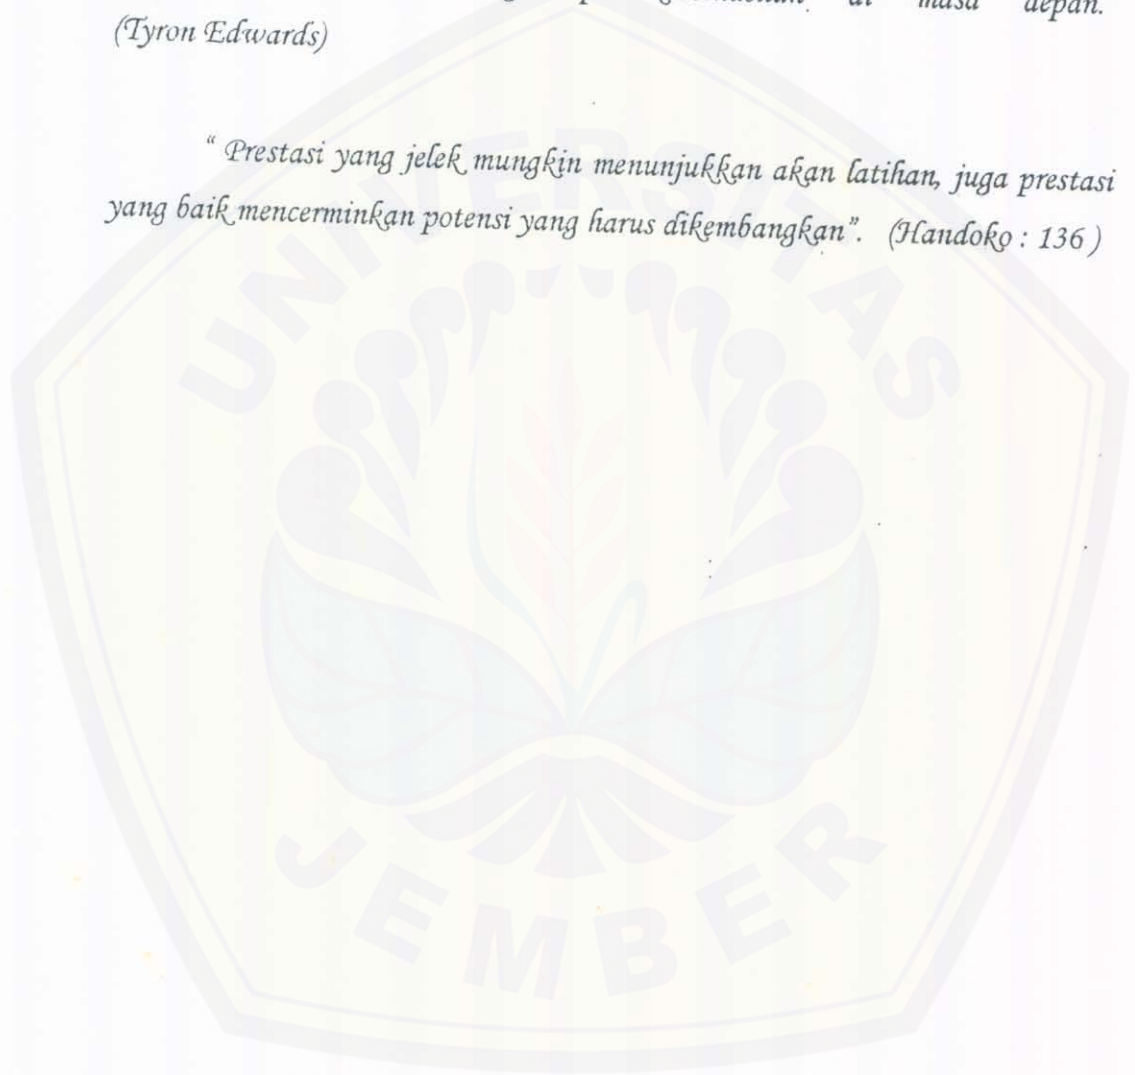 di masa depan.
(Tyron Edwards)
“ Prestasi yang jelek mungkin menunjukkan akan latihan, juga prestasi
yang baik mencerminkan potensi yang harus dikembangkan”. (Handoko : 136 )
UNIVERSITAS
JEMBER